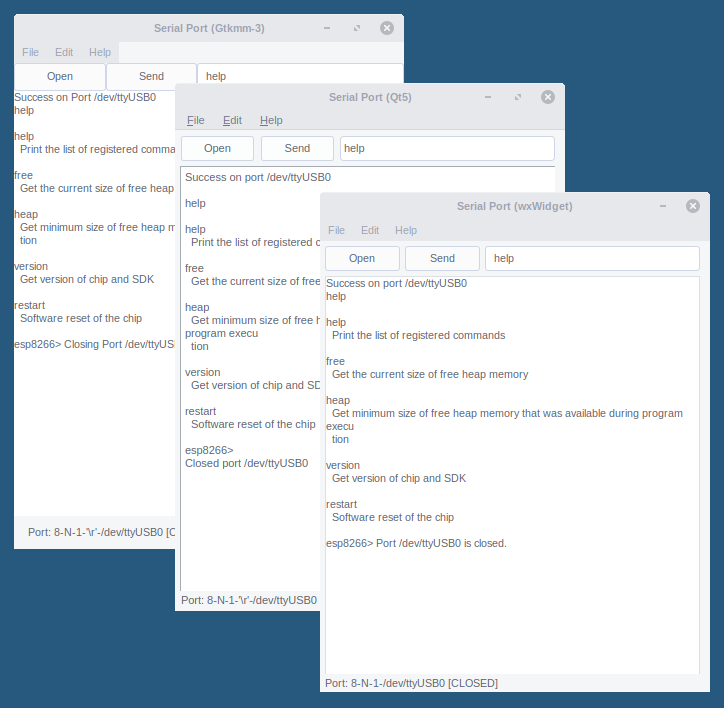 Serial Port (Gtkmm-3)
File Edit Help
Open Send help
Success on Port /dev/ttyUSB0
help
help
Print the list of registered
free
Get the current size of free heap
heap
Get minimum size of free heap
tion
version
Get version of chip and SDK
restart
Software reset of the chip
esp8266> Closing Port
Port: 8-N-1-'\r'-/dev/ttyUSB0
Serial Port (Qt5)
File Edit Help
Open Send help
Success on port /dev/ttyUSB0
help
help
Print the list of registered
free
Get the current size of free
heap
Get minimum size of free
program execu
tion
version
Get version of chip and
restart
Software reset of the chip
esp8266>
Closed port /dev/ttyUSB0
Port: 8-N-1-'\r'-/dev/ttyUSB0
Serial Port (wxWidget)
File Edit Help
Open Send help
Success on port /dev/ttyUSB0
help
help
Print the list of registered commands
free
Get the current size of free heap memory
heap
Get minimum size of free heap memory that was available during program
execu
tion
version
Get version of chip and SDK
restart
Software reset of the chip
esp8266> Port /dev/ttyUSB0 is closed.
Port: 8-N-1-/dev/ttyUSB0 [CLOSED]